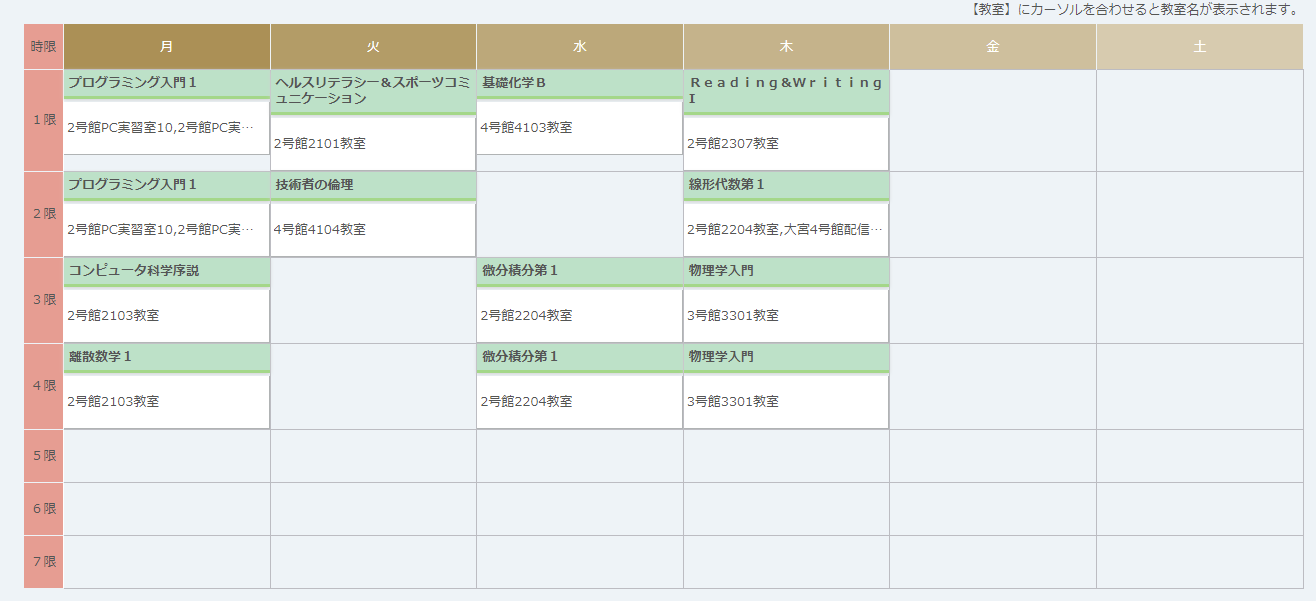 【教室】にカーソルを合わせると教室名が表示されます。
時限 月 火 水 木 金 土
1限
プログラミング入門１
2号館PC実習室10,2号館PC実…
ヘルスリテラシー＆スポーツコミ
ュニケーション
2号館2101教室
基礎化学Ｂ
4号館4103教室
Ｒｅａｄｉｎｇ＆Ｗｒｉｔｉｎｇ
Ⅰ
2号館2307教室
2限
プログラミング入門１
2号館PC実習室10,2号館PC実…
技術者の倫理
4号館4104教室
線形代数第１
2号館2204教室,大宮4号館配信…
3限
コンピュータ科学序説
2号館2103教室
微分積分第１
2号館2204教室
物理学入門
3号館3301教室
4限
離散数学１
2号館2103教室
微分積分第１
2号館2204教室
物理学入門
3号館3301教室
5限
6限
7限